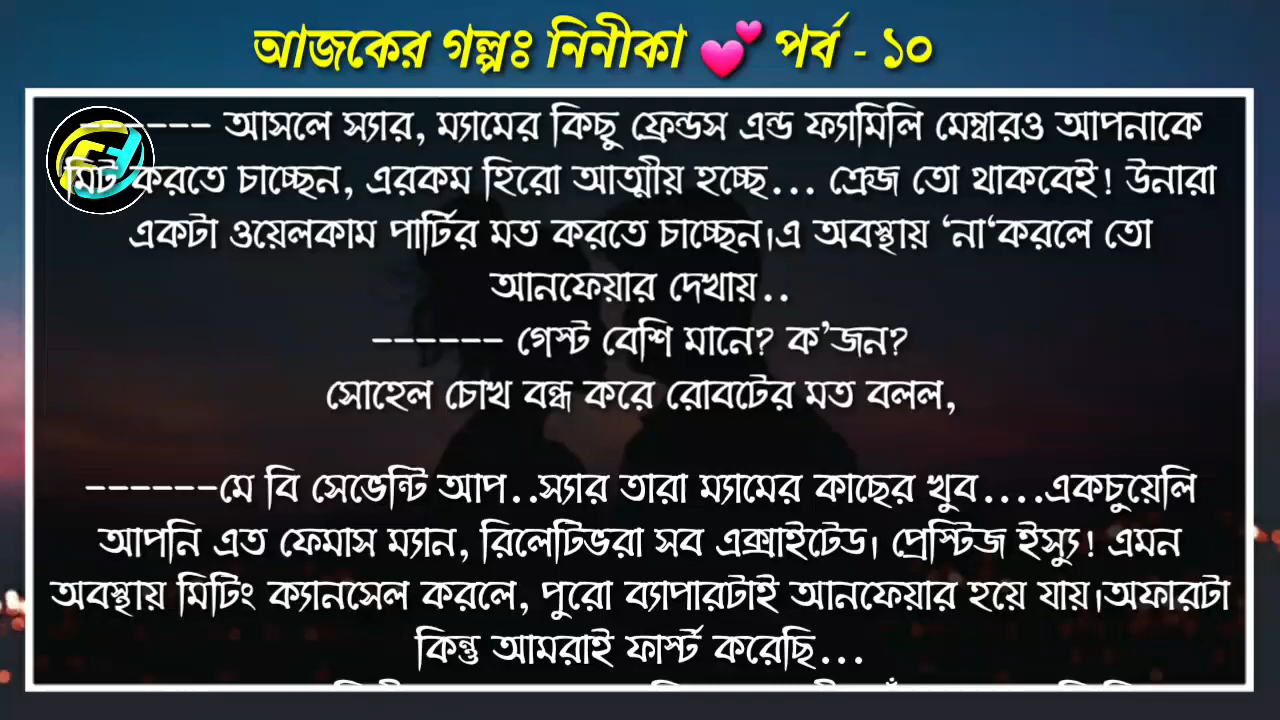 আজকের গল্পঃ নিনীকা 💕 পর্ব - ১০
------ আসলে স্যার, ম্যামের কিছু ফ্রেন্ডস এন্ড ফ্যামিলি মেম্বারও আপনাকে
মিট করতে চাচ্ছেন, এরকম হিরো আত্মীয় হচ্ছে... ক্রেজ তো থাকবেই! উনারা
একটা ওয়েলকাম পার্টির মত করতে চাচ্ছেন।এ অবস্থায় ‘না‘করলে তো
আনফেয়ার দেখায়..
------ গেস্ট বেশি মানে? ক’জন?
সোহেল চোখ বন্ধ করে রোবটের মত বলল,
------মে বি সেভেন্টি আপ..স্যার তারা ম্যামের কাছের খুব....একচুয়েলি
আপনি এত ফেমাস ম্যান, রিলেটিভরা সব এক্সাইটেড। প্রেস্টিজ ইস্যু! এমন
অবস্থায় মিটিং ক্যানসেল করলে, পুরো ব্যাপারটাই আনফেয়ার হয়ে যায়।অফারটা
কিন্তু আমরাই ফার্স্ট করেছি...